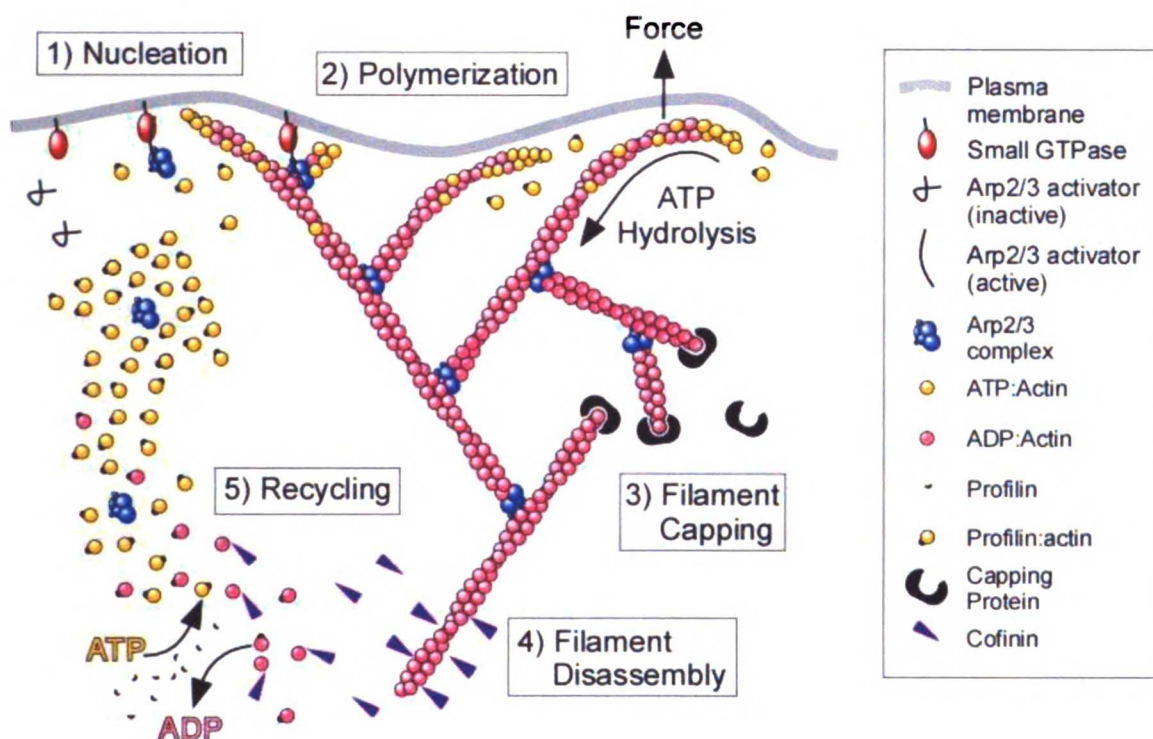 1) Nucleation
2) Polymerization
Force
ATP
Hydrolysis
3) Filament
Capping
4) Filament
Disassembly
5) Recycling
ATP
ADP
Plasma
membrane
Small GTPase
Arp2/3 activator
(inactive)
Arp2/3 activator
(active)
Arp2/3
complex
ATP:Actin
ADP:Actin
Profilin
Profilin:actin
Capping
Protein
Cofinin